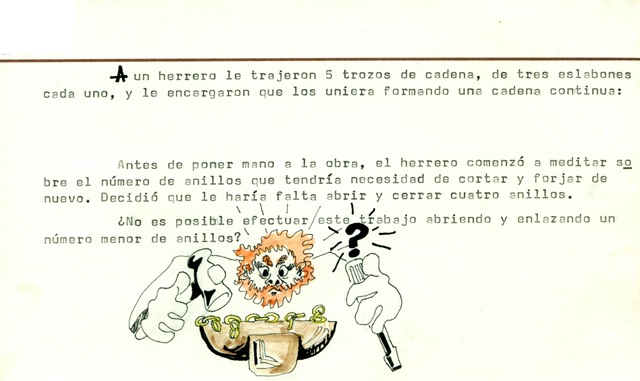 A un herrero le trajeron 5 trozos de cadena, de tres eslabones
cada uno, y le encargaron que los uniera formando una cadena continua:
Antes de poner mano a la obra, el herrero comenzó a meditar so
bre el número de anillos que tendría necesidad de cortar y forjar de
nuevo. Decidió que le haría falta abrir y cerrar cuatro anillos.
¿No es posible efectuar este trabajo abriendo y enlazando un
número menor de anillos?
?